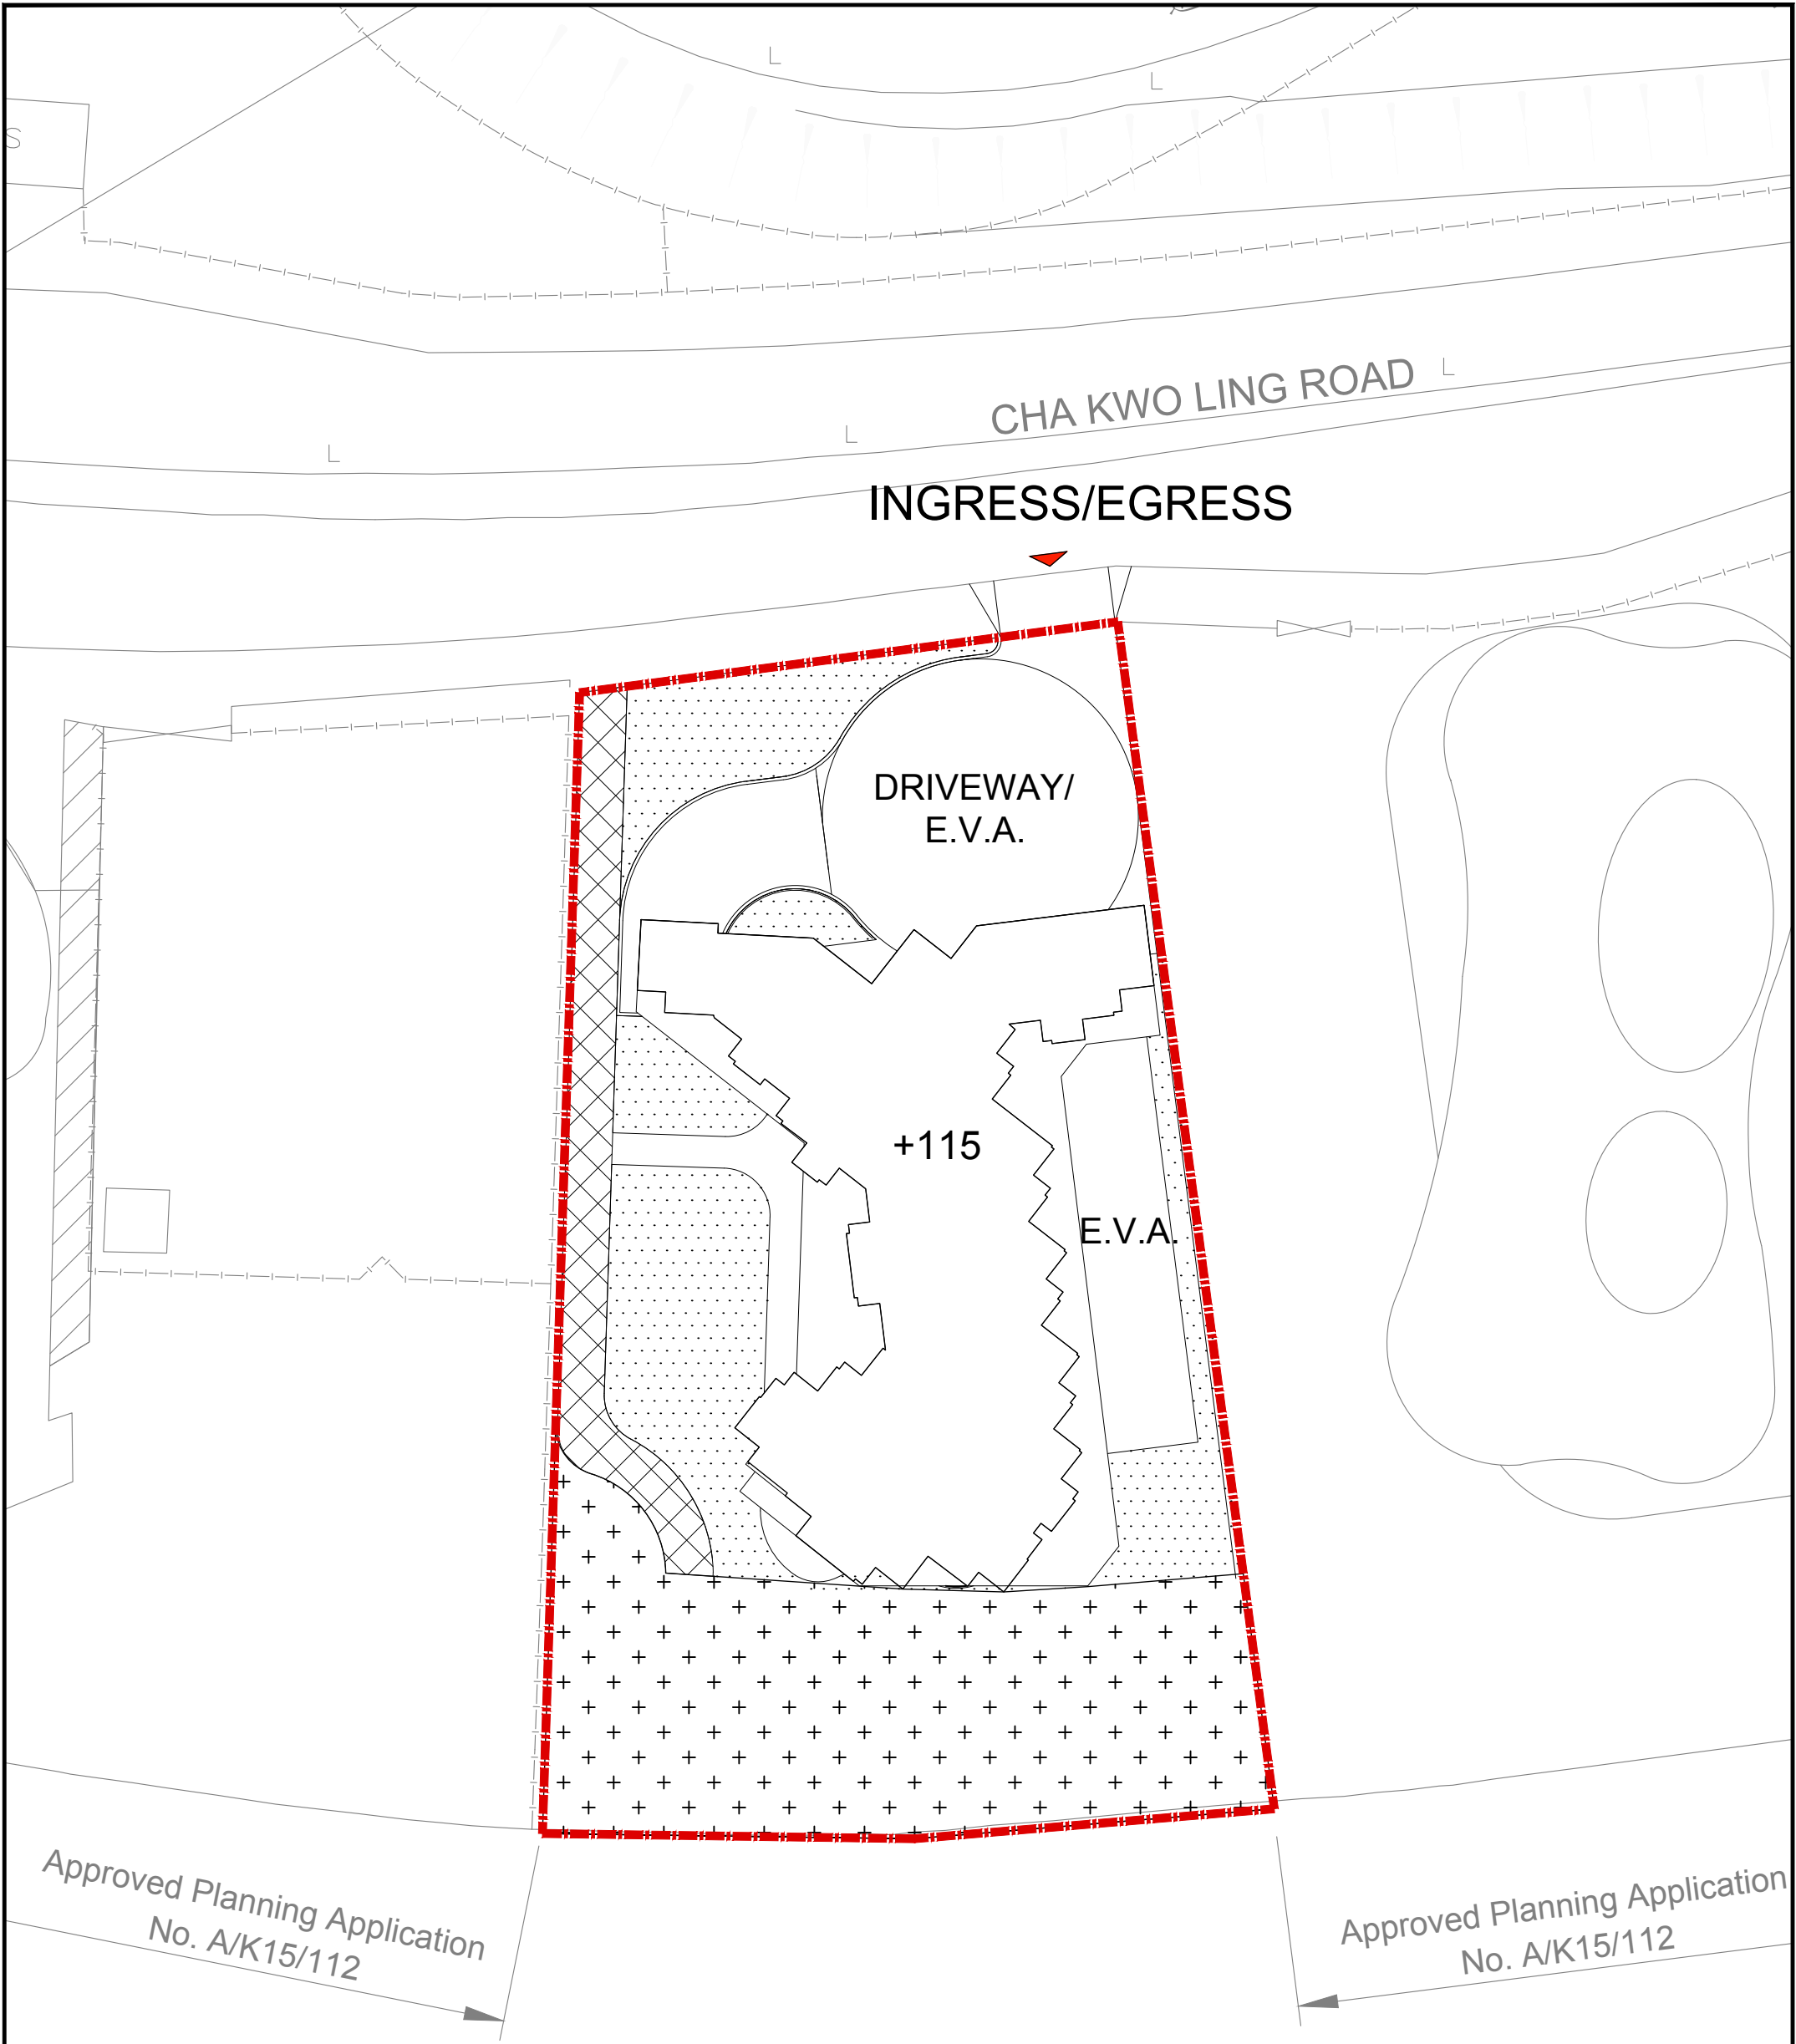 S
L
L
CHA KWO LING ROAD
L
L
L
INGRESS/EGRESS
DRIVEWAY/
E.V.A.
+115
E.V.A.
Approved Planning Application
No. A/K15/112
Approved Planning Application
No. A/K15/112